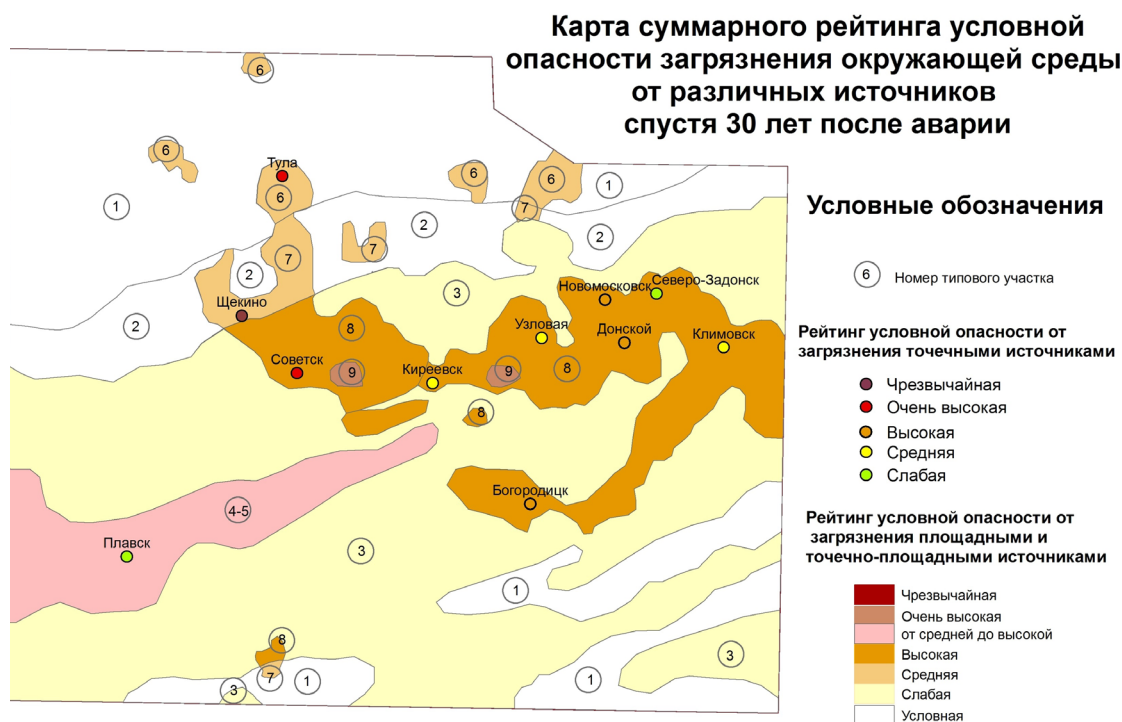 Карта суммарного рейтинга условной
опасности загрязнения окружающей среды
от различных источников
спустя 30 лет после аварии
6
6
Тула
6
6
6
1
1
7
2
2
7
7
2
3
Новомосковск
Северо-Задонск
Щекино
2
8
Узловая
Донской
Климовск
Советск
9
Киреевск
9
8
8
Богородицк
4-5
Плавск
3
1
8
3
7
1
3
1
Условные обозначения
6
Номер типового участка
Рейтинг условной опасности от
загрязнения точечными источниками
Чрезвычайная
Очень высокая
Высокая
Средняя
Слабая
Рейтинг условной опасности от
загрязнения площадными и
точечно-площадными источниками
Чрезвычайная
Очень высокая
от средней до высокой
Высокая
Средняя
Слабая
Условная